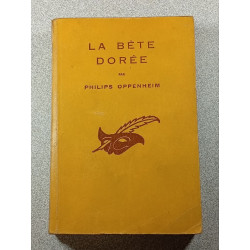 LA BÊTE
DORÉE
PAR
PHILIPS OPPENHEIM